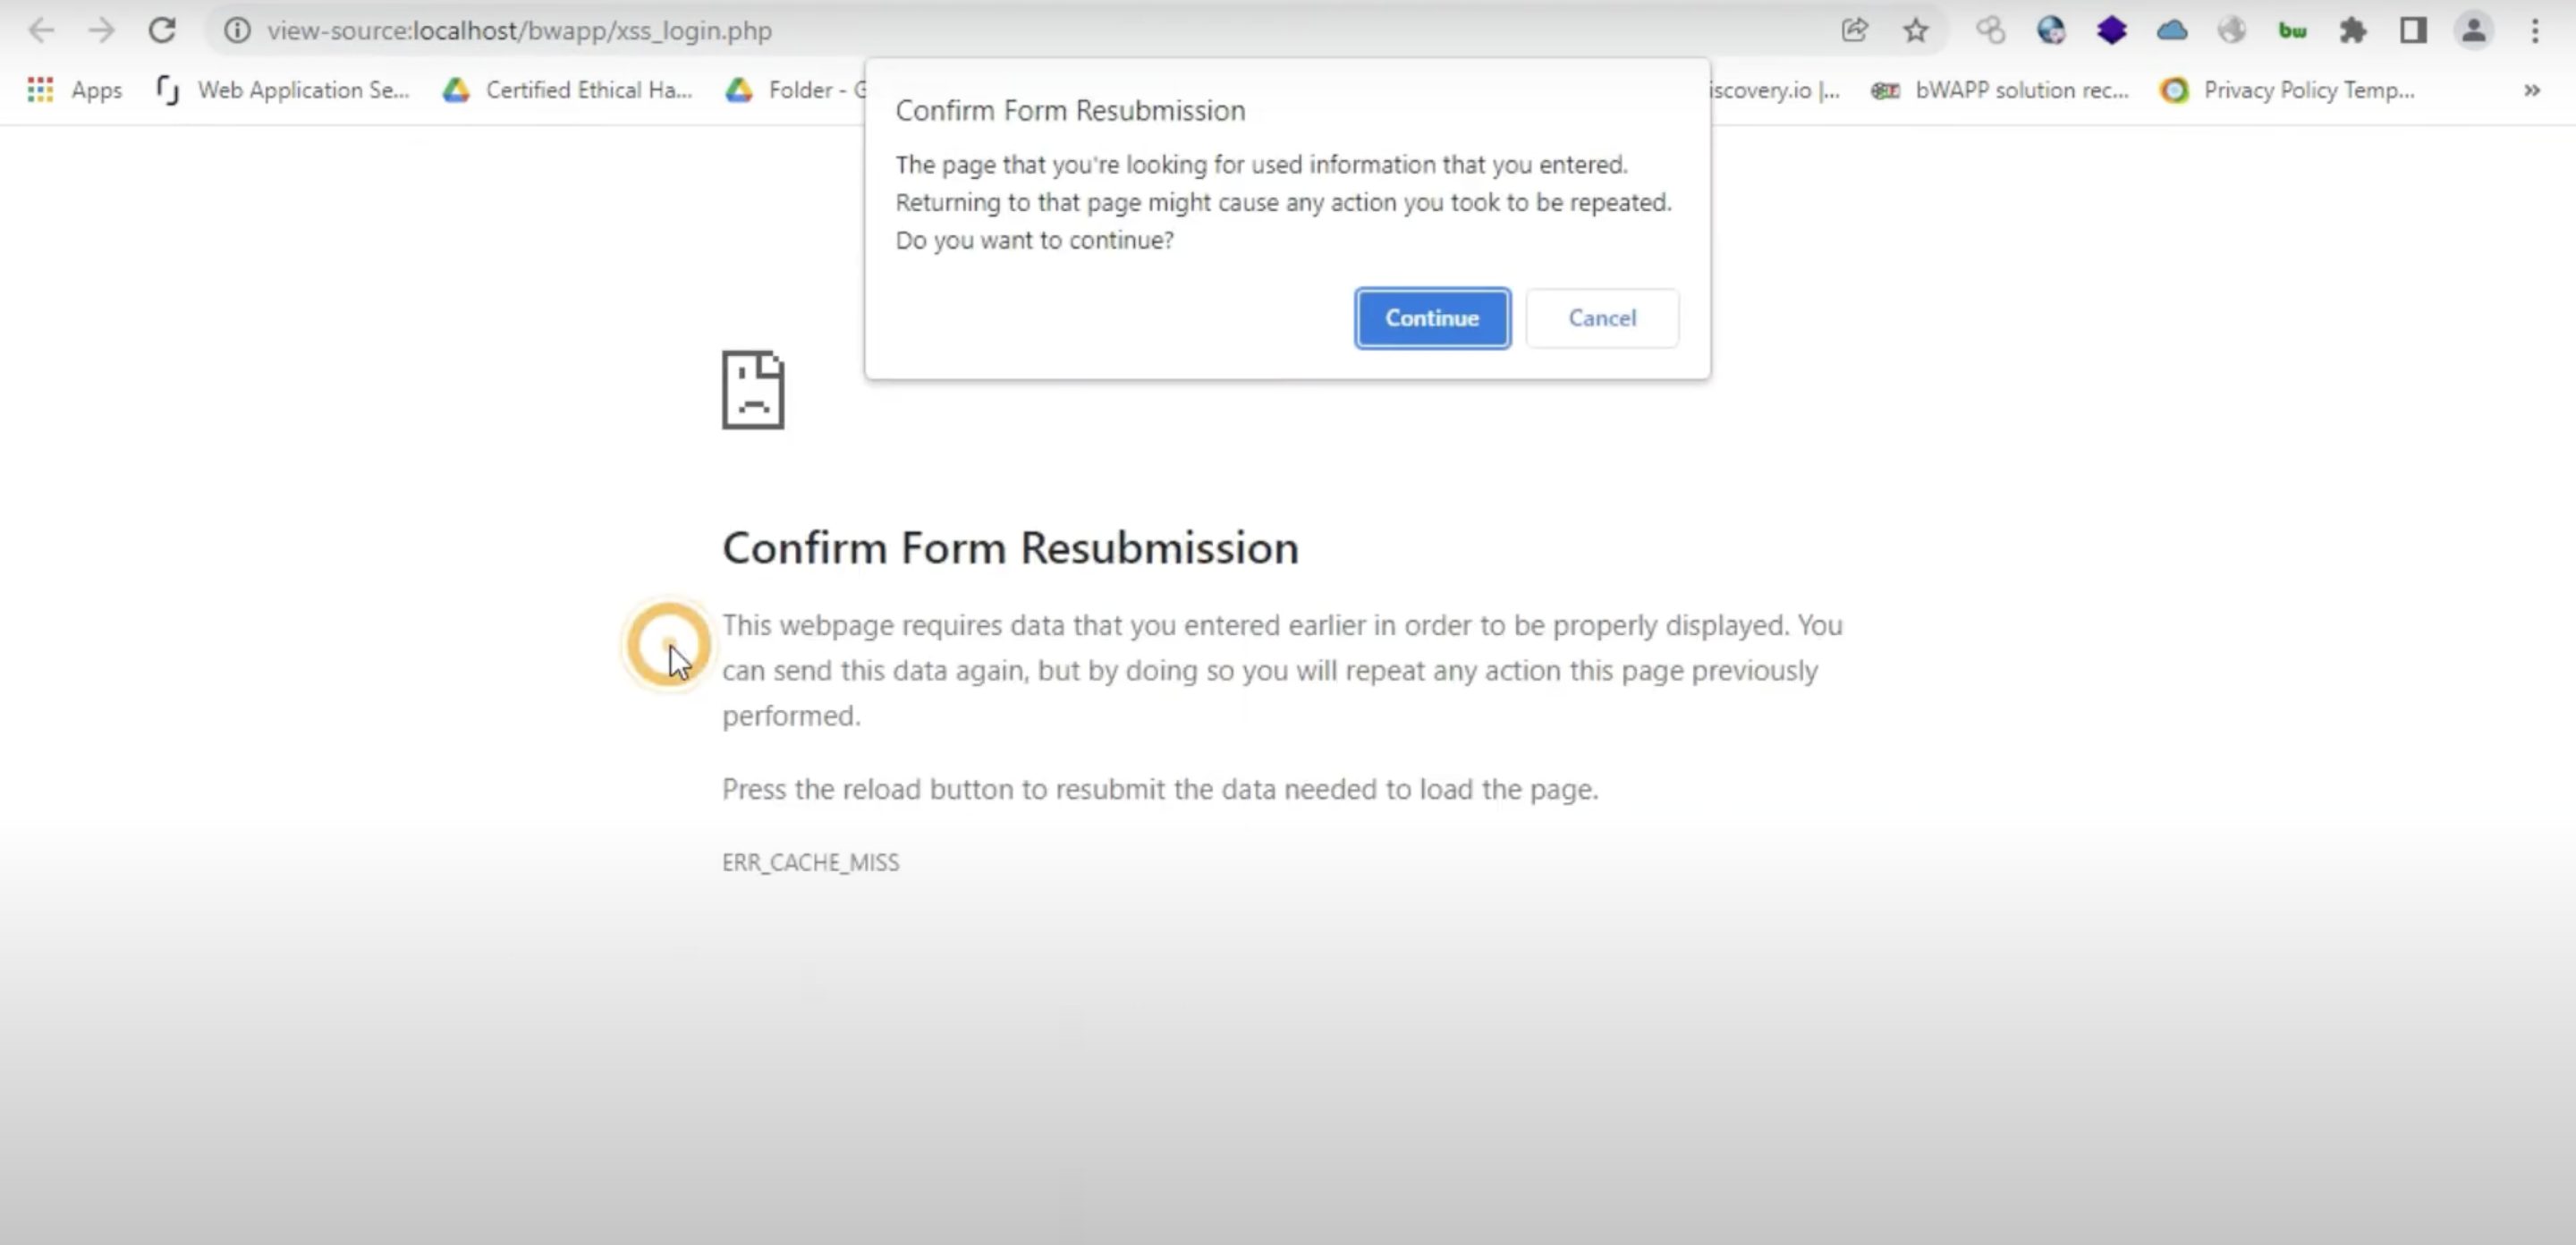 view-source:localhost/bwapp/xss_login.php
bw
Apps Web Application Se... Certified Ethical Ha... Folder - G iscovery.io |... bWAPP solution rec... Privacy Policy Temp... »
Confirm Form Resubmission
The page that you're looking for used information that you entered.
Returning to that page might cause any action you took to be repeated.
Do you want to continue?
Continue Cancel
Confirm Form Resubmission
This webpage requires data that you entered earlier in order to be properly displayed. You
can send this data again, but by doing so you will repeat any action this page previously
performed.
Press the reload button to resubmit the data needed to load the page.
ERR_CACHE_MISS